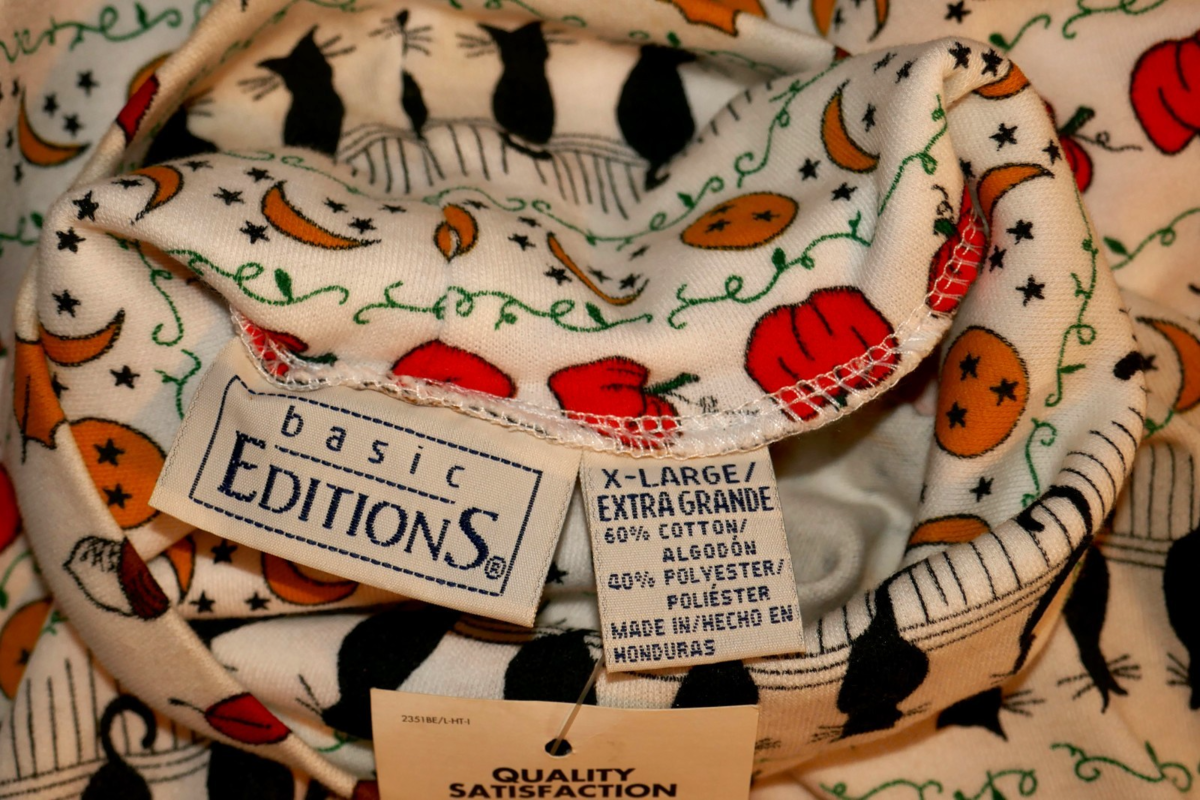 basic
EDITIONS®
X-LARGE/
EXTRA GRANDE
60% COTTON/
ALGODÓN
40% POLYESTER/
POLIÉSTER
MADE IN/HECHO EN
HONDURAS
2351BE/L-HT-I
QUALITY
SATISFACTION